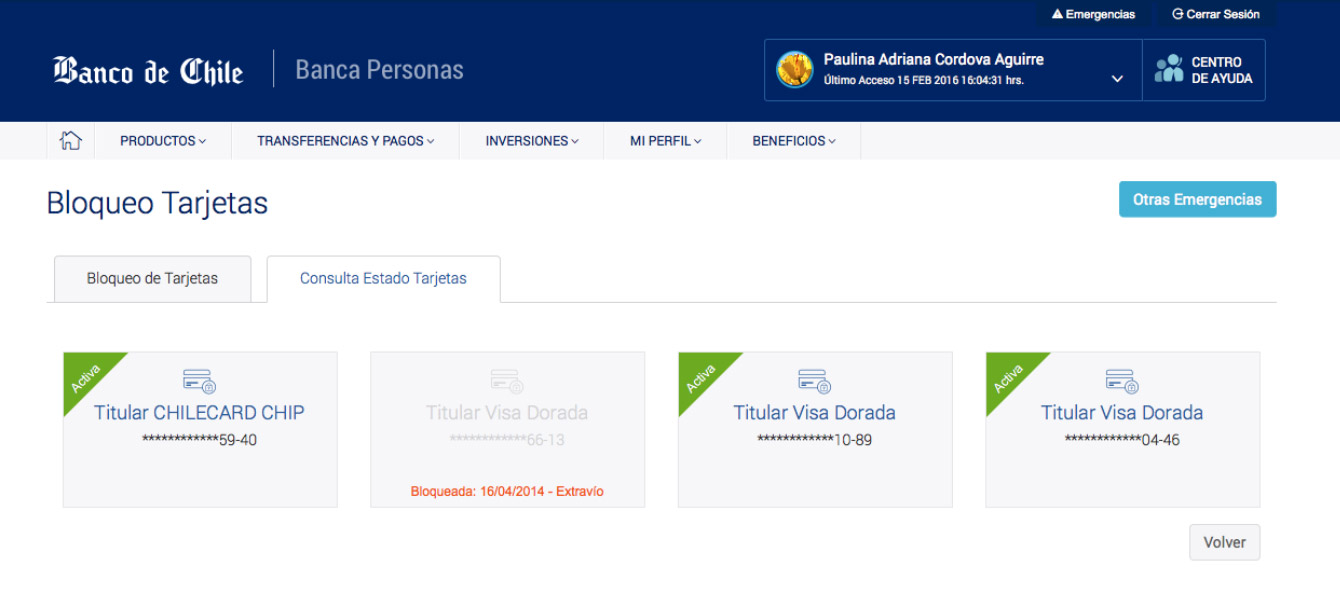 Emergencias
Cerrar Sesión
Banco de Chile
Banca Personas
Paulina Adriana Cordova Aguirre
Último Acceso 15 FEB 2016 16:04:31 hrs.
CENTRO
DE AYUDA
PRODUCTOS
TRANSFERENCIAS Y PAGOS
INVERSIONES
MI PERFIL
BENEFICIOS
Bloqueo Tarjetas
Otras Emergencias
Bloqueo de Tarjetas
Consulta Estado Tarjetas
Activa
Titular CHILECARD CHIP
************59-40
Titular Visa Dorada
************66-13
Bloqueada: 16/04/2014 - Extravío
Activa
Titular Visa Dorada
************10-89
Activa
Titular Visa Dorada
************04-46
Volver